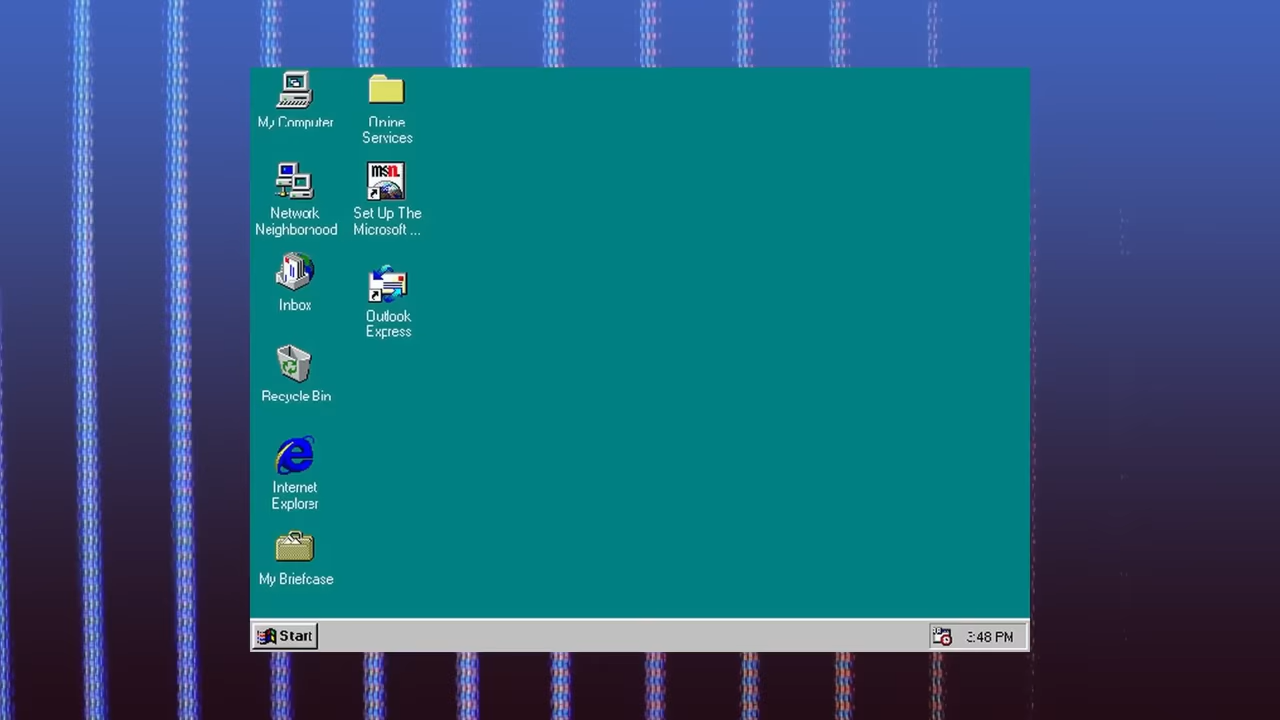 My Computer
Online
Services
msn.
Network
Neighborhood
Set Up The
Microsoft ...
Inbox
Outlook
Express
Recycle Bin
Internet
Explorer
My Briefcase
Start
3:48 PM